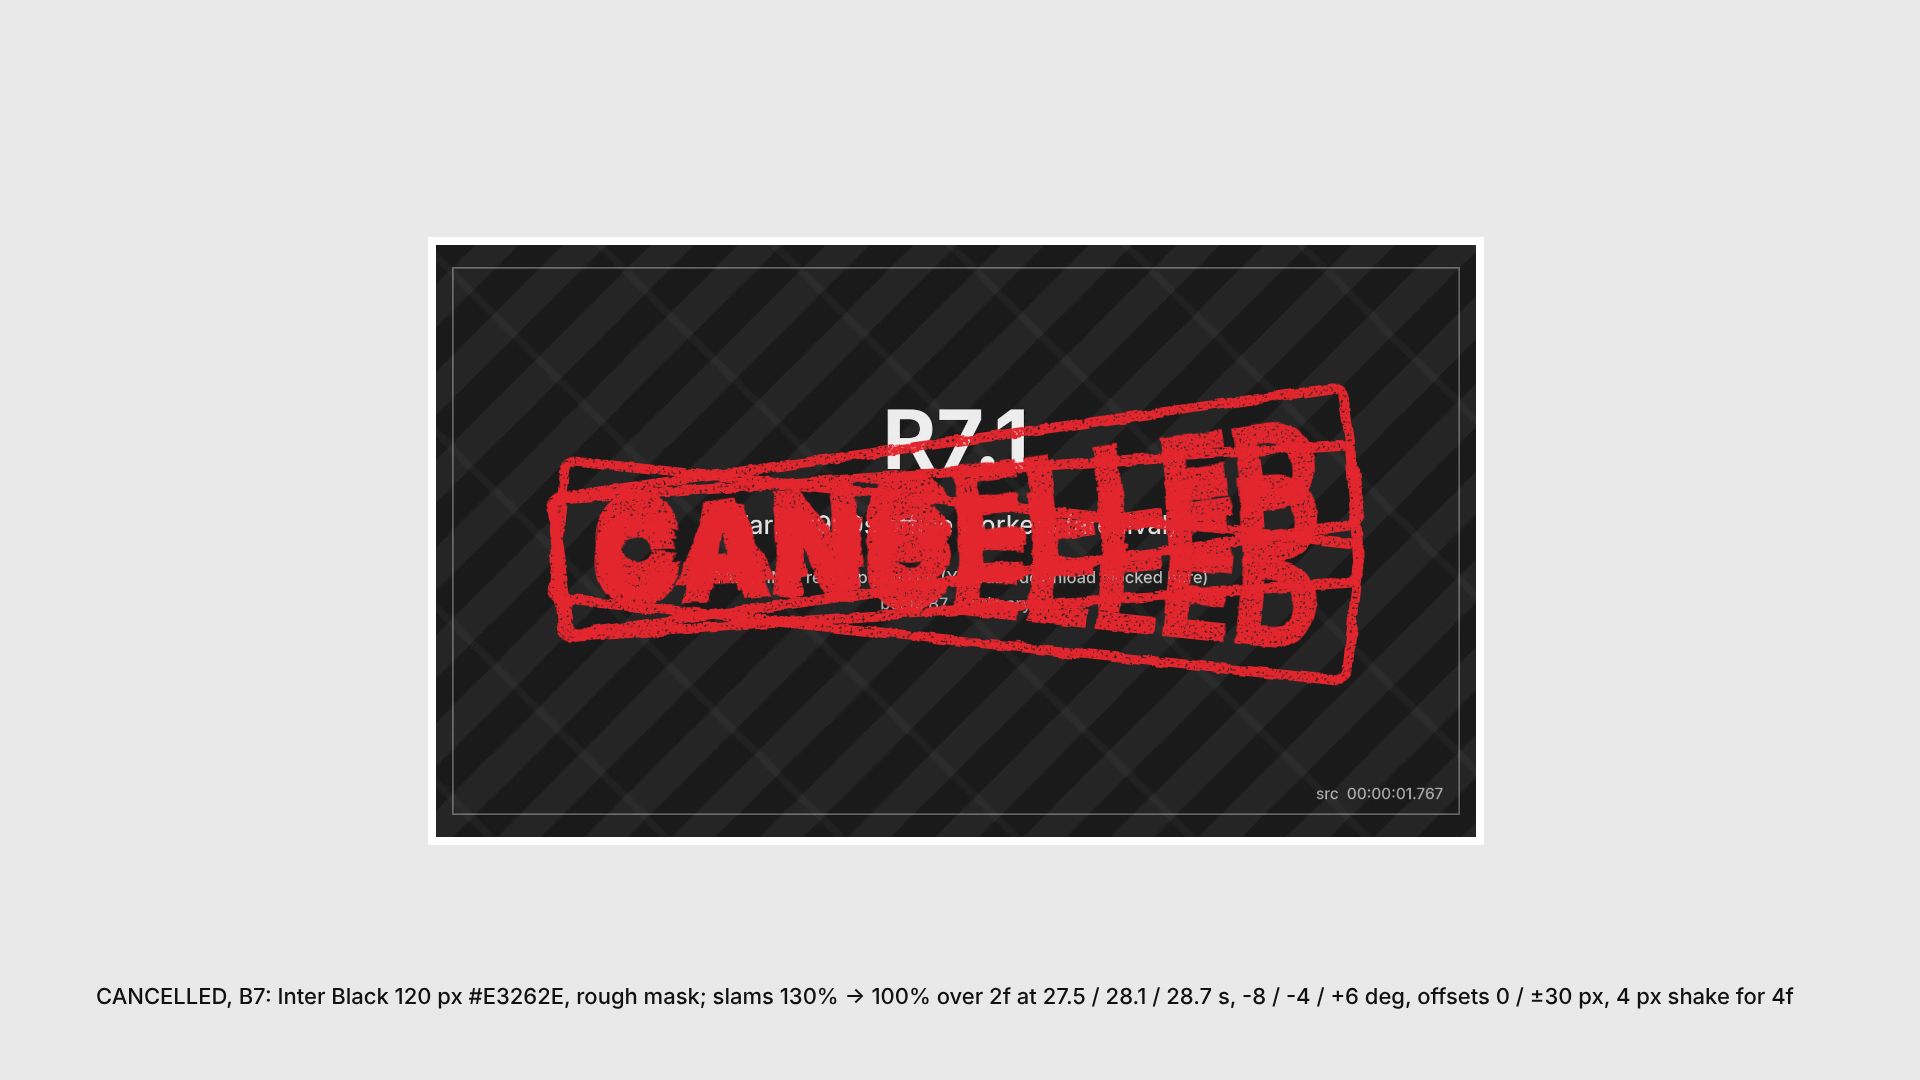 R7.1
CANCELLED
src 00:00:01.767
CANCELLED, B7: Inter Black 120 px #E3262E, rough mask; slams 130% → 100% over 2f at 27.5 / 28.1 / 28.7 s, -8 / -4 / +6 deg, offsets 0 / ±30 px, 4 px shake for 4f